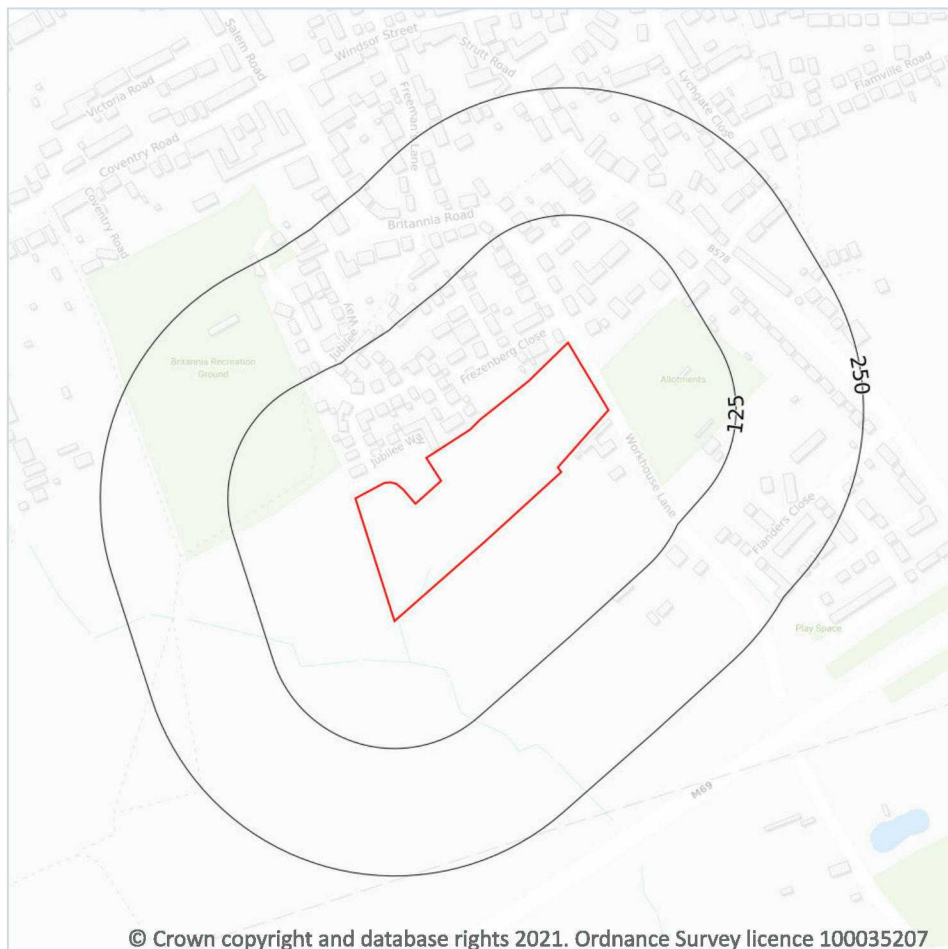 Salem Road
Windsor Street
Strutt Road
Flamville Road
Victoria Road
Lychgate Close
Freeman's Lane
Coventry Road
Coventry Road
Britannia Road
B578
Jubilee Way
Britannia Recreation
Ground
Frezenberg Close
Allotments
250
125
Jubilee Wa
Workhouse Lane
Flanders Close
Play Space
M69
© Crown copyright and database rights 2021. Ordnance Survey licence 100035207